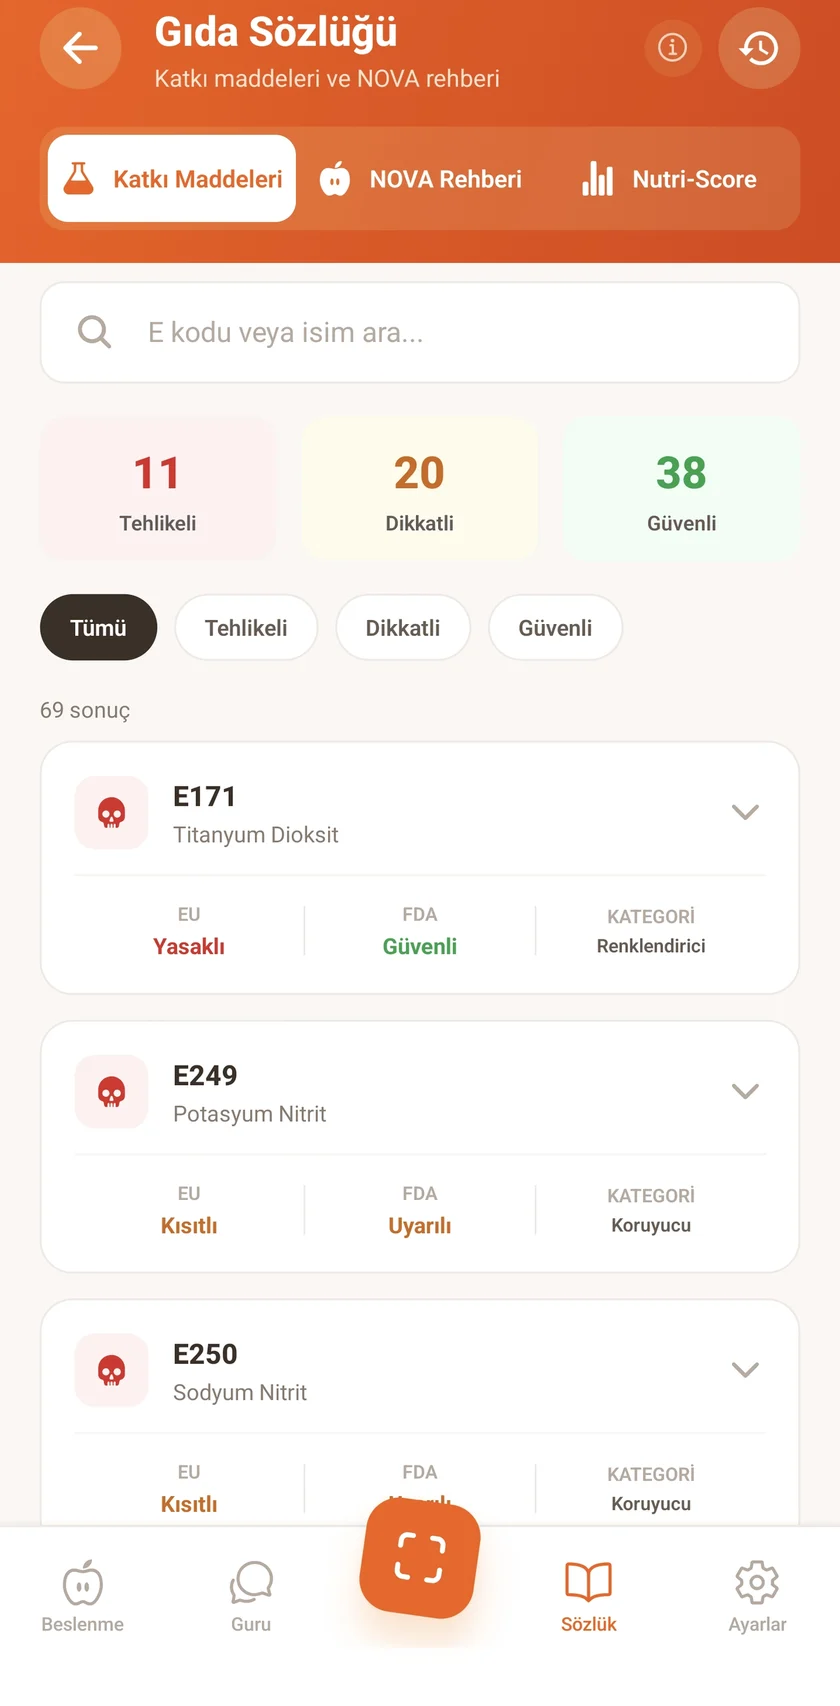 Gıda Sözlüğü
Katkı maddeleri ve NOVA rehberi
Katkı Maddeleri
NOVA Rehberi
Nutri-Score
E kodu veya isim ara...
11
Tehlikeli
20
Dikkatli
38
Güvenli
Tümü
Tehlikeli
Dikkatli
Güvenli
69 sonuç
E171
Titanyum Dioksit
EU
Yasaklı
FDA
Güvenli
KATEGORİ
Renklendirici
E249
Potasyum Nitrit
EU
Kısıtlı
FDA
Uyarılı
KATEGORİ
Koruyucu
E250
Sodyum Nitrit
EU
Kısıtlı
FDA
KATEGORİ
Koruyucu
Beslenme
Guru
Sözlük
Ayarlar